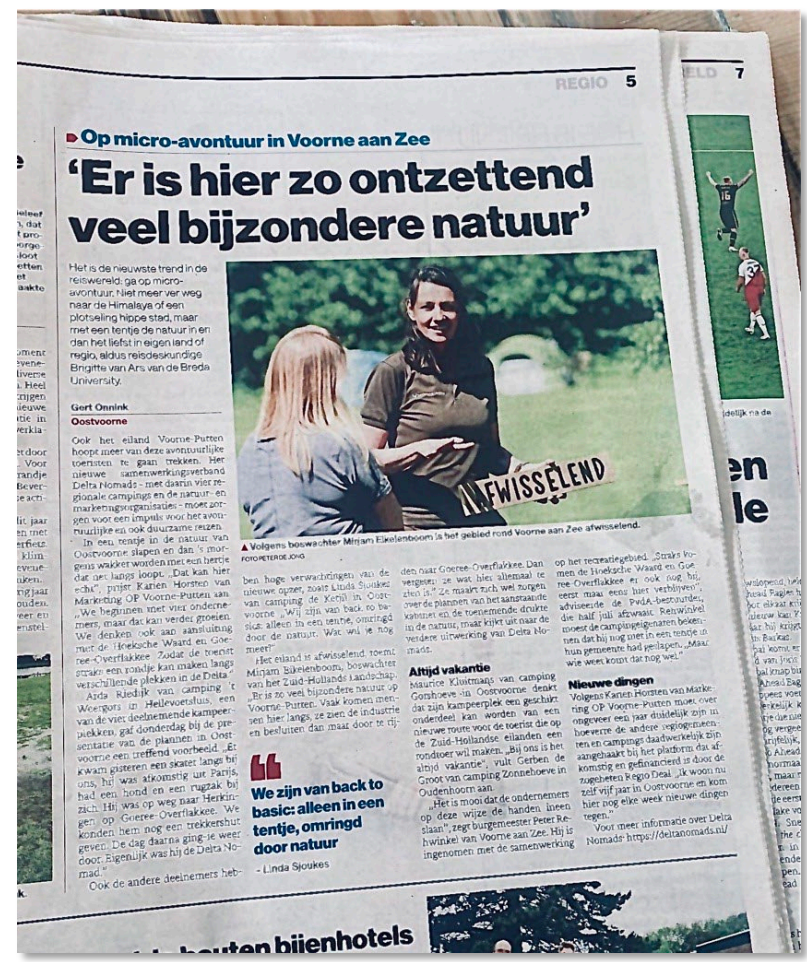 REGIO 5
ELD 7
Op micro-avontuur in Voorne aan Zee
‘Er is hier zo ontzettend
veel bijzondere natuur’
Het is de nieuwste trend in de
reiswereld: ga op micro-
avontuur. Niet meer ver weg
naar de Himalaya of een
plotseling hippe stad, maar
met een tentje de natuur in en
dan het liefst in eigen land of
regio, aldus reisdeskundige
Brigitte van Ars van de Breda
University.
Gert Onnink
Oostvoorne
Ook het eiland Voorne-Putten
hoopt meer van deze avontuurlijke
toeristen te gaan trekken. Het
nieuwe samenwerkingsverband
Delta Nomads - met daarin vier re-
gionale campings en de natuur- en
marketingorganisaties - moet zor-
gen voor een impuls voor het avon-
tuurlijke en ook duurzame reizen.
In een tentje in de natuur van
Oostvoorne slapen en dan ’s mor-
gens wakker worden met een hertje
dat net langs loopt. „Dat kan hier
echt”, prijst Karien Horsten van
Marketing OP Voorne-Putten aan.
„We beginnen met vier onderne-
mers, maar dat kan verder groeien.
We denken ook aan aansluiting
met de Hoeksche Waard en Goe-
ree-Overflakkee. Zodat de toerist
straks een rondje kan maken langs
verschillende plekken in de Delta.”
Arda Riedijk van camping ’t
Weergors in Hellevoetsluis, een
van de vier deelnemende kampeer-
plekken, gaf donderdag bij de pre-
sentatie van de plannen in Oost-
voorne een treffend voorbeeld. „Er
kwam gisteren een skater langs bij
ons, hij was afkomstig uit Parijs,
had een hond en een rugzak bij
zich. Hij was op weg naar Herkin-
gen op Goeree-Overflakkee. We
konden hem nog een trekkershut
geven. De dag daarna ging-ie weer
door. Eigenlijk was hij de Delta No-
mad.”
Ook de andere deelnemers heb-
AFWISSELEND
Volgens boswachter Mirjam Eikelenboom is het gebied rond Voorne aan Zee afwisselend.
FOTO PETER DE JONG
ben hoge verwachtingen van de
nieuwe opzet, zoals Linda Sjoukes
van camping de Kehjil in Oost-
voorne. „Wij zijn van back to ba-
sic: alleen in een tentje, omringd
door de natuur. Wat wil je nog
meer?”
Het eiland is afwisselend, roemt
Mirjam Eikelenboom, boswachter
van het Zuid-Hollands Landschap.
„Er is zo veel bijzondere natuur op
Voorne-Putten. Vaak komen men-
sen hier langs, ze zien de industrie
en besluiten dan maar door te rij-
We zijn van back to
basic: alleen in een
tentje, omringd
door natuur
- Linda Sjoukes
den naar Goeree-Overflakkee. Dan
vergeten ze wat hier allemaal te
zien is.” Ze maakt zich wel zorgen
over de plannen van het aanstaande
kabinet en de toenemende drukte
in de natuur, maar kijkt uit naar de
verdere uitwerking van Delta No-
mads.
Altijd vakantie
Maurice Kluitmans van camping
Gorshoeve in Oostvoorne denkt
dat zijn kampeerplek een geschikt
onderdeel kan worden van een
nieuwe route voor de toerist die op
de Zuid-Hollandse eilanden een
rondtoer wil maken. „Bij ons is het
altijd vakantie”, vult Gerben de
Groot van camping Zonnehoeve in
Oudenhoorn aan.
„Het is mooi dat de ondernemers
op deze wijze de handen ineen
slaan”, zegt burgemeester Peter Re-
hwinkel van Voorne aan Zee. Hij is
ingenomen met de samenwerking
op het recreatiegebied. „Straks vo-
men de Hoeksche Waard en Goe-
ree-Overflakkee er ook nog bij,
eerst maar eens hier verblijven”,
adviseerde de PvdA-bestuurder,
die half juli afzwaait. Rehwinkel
moest de campingeigenaren beken-
nen dat hij nog niet in een tentje in
hun gemeente had geslapen. „Maar
wie weet komt dat nog wel.”
Nieuwe dingen
Volgens Karien Horsten van Marke-
ting OP Voorne-Putten moet over
ongeveer een jaar duidelijk zijn in
hoeverre de andere regiogemeen-
ten en campings daadwerkelijk zijn
aangehaakt bij het platform dat af-
komstig en gefinancierd is door de
zogeheten Regio Deal. „Ik woon nu
zelf vijf jaar in Oostvoorne en kom
hier nog elke week nieuwe dingen
tegen.”
Voor meer informatie over Delta
Nomads: https://deltanomads.nl/
houten bijenhotels